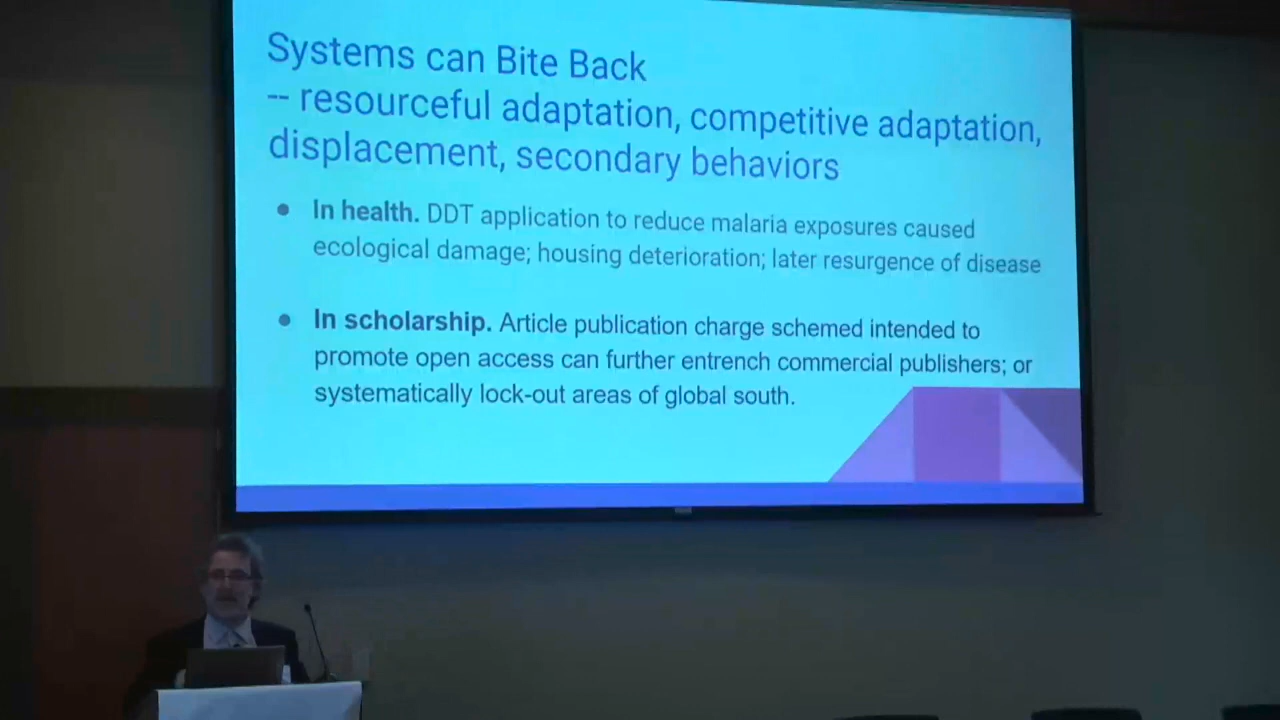 Systems can Bite Back
-- resourceful adaptation, competitive adaptation,
displacement, secondary behaviors
• In health. DDT application to reduce malaria exposures caused
ecological damage; housing deterioration; later resurgence of disease
• In scholarship. Article publication charge schemed intended to
promote open access can further entrench commercial publishers; or
systematically lock-out areas of global south.